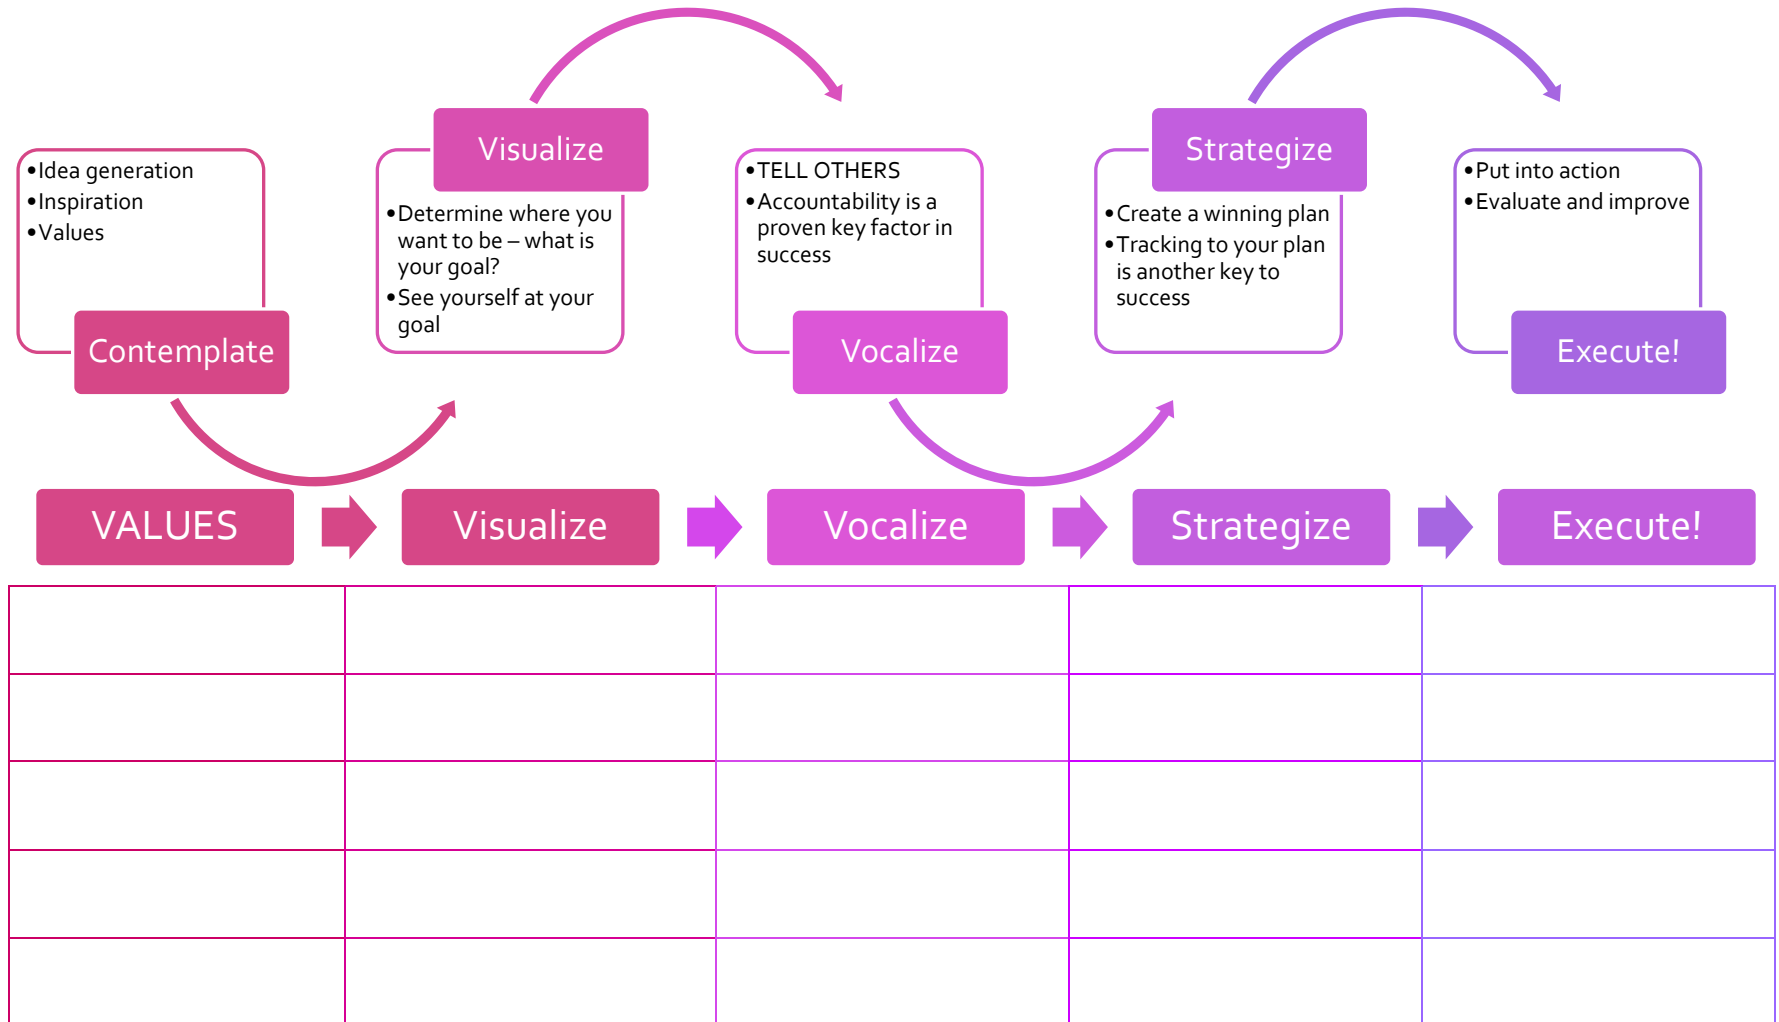 •Idea generation
•Inspiration
•Values
Contemplate
Visualize
•Determine where you
want to be – what is
your goal?
•See yourself at your
goal
•TELL OTHERS
•Accountability is a
proven key factor in
success
Vocalize
Strategize
•Create a winning plan
•Tracking to your plan
is another key to
success
•Put into action
•Evaluate and improve
Execute!
VALUES
Visualize
Vocalize
Strategize
Execute!